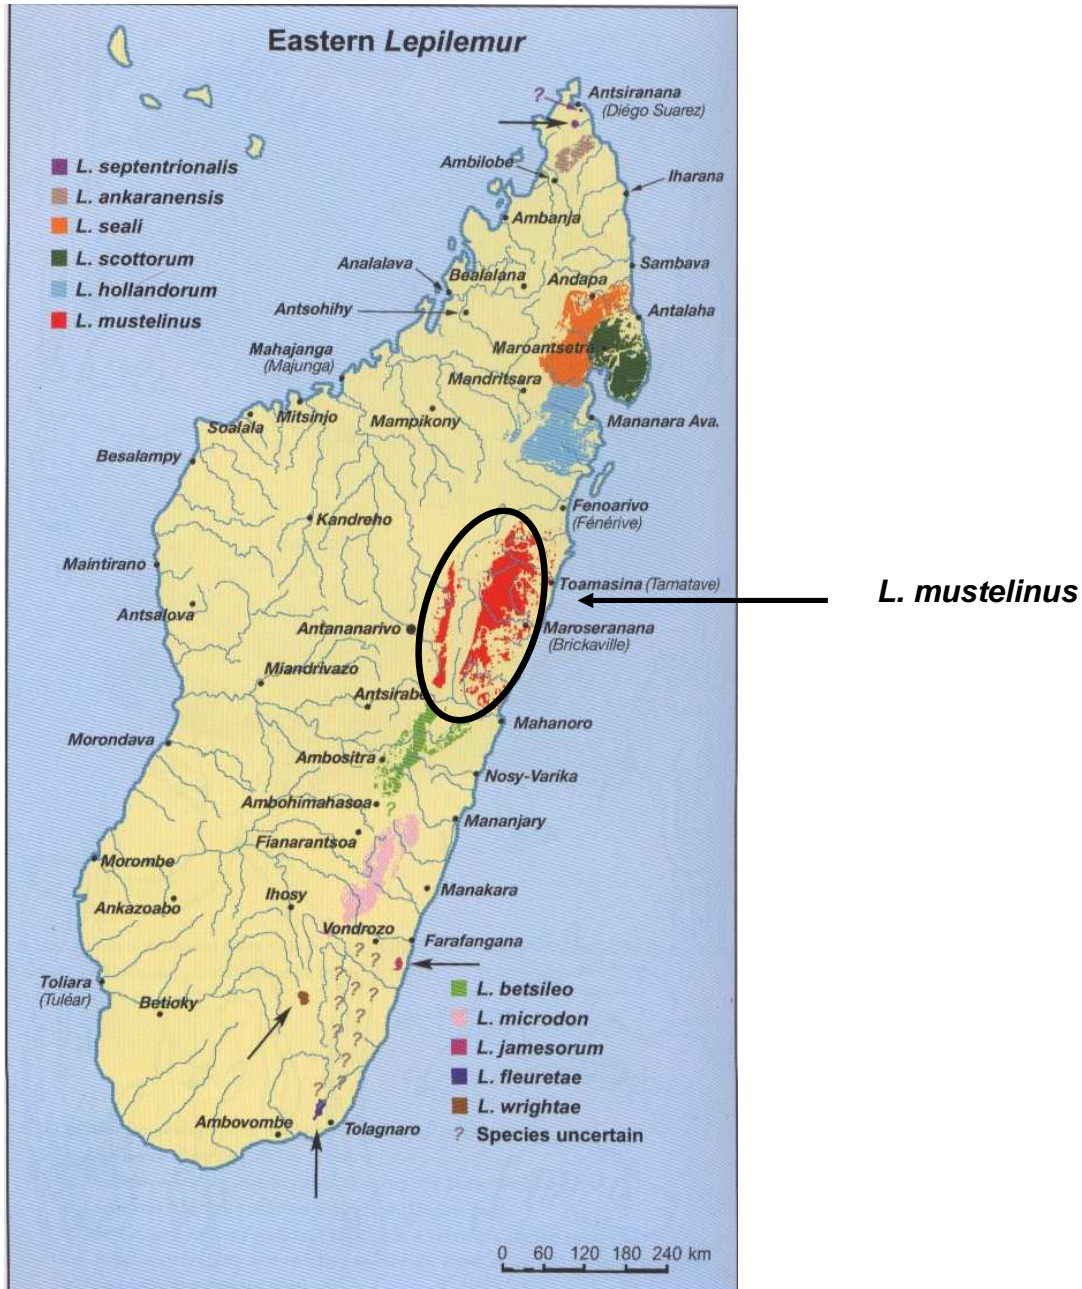 Eastern Lepilemur
?
Antsiranana
(Diégo Suarez)
L. septentrionalis
L. ankaranensis
L. seali
L. scottorum
L. hollandorum
L. mustelinus
Ambilobe
Iharana
Ambanja
Sambava
Analalava
Bealalana
Andapa
Antsohihy
Antalaha
Mahajanga
(Majunga)
Maroantsetra
Mandritsara
Mitsinjo
Mampikony
Mananara Ava.
Soalala
Besalampy
Fenoarivo
(Fénérive)
Kandreho
Maintirano
Toamasina (Tamatave)
L. mustelinus
Antsalova
Antananarivo
Maroseranana
(Brickaville)
Miandrivazo
Antsirabe
Mahanoro
Morondava
Ambositra
Nosy-Varika
Ambohimahasoa
?
Mananjary
Fianarantsoa
Morombe
Ihosy
Manakara
Ankazoabo
Vondrozo
Farafangana
? ?
?
? ?
?
?
? ?
?
? ?
Toliara
(Tuléar)
Betioky
L. betsileo
L. microdon
L. jamesorum
L. fleuretae
L. wrightae
? Species uncertain
Ambovombe
Tolagnaro
0 60 120 180 240 km